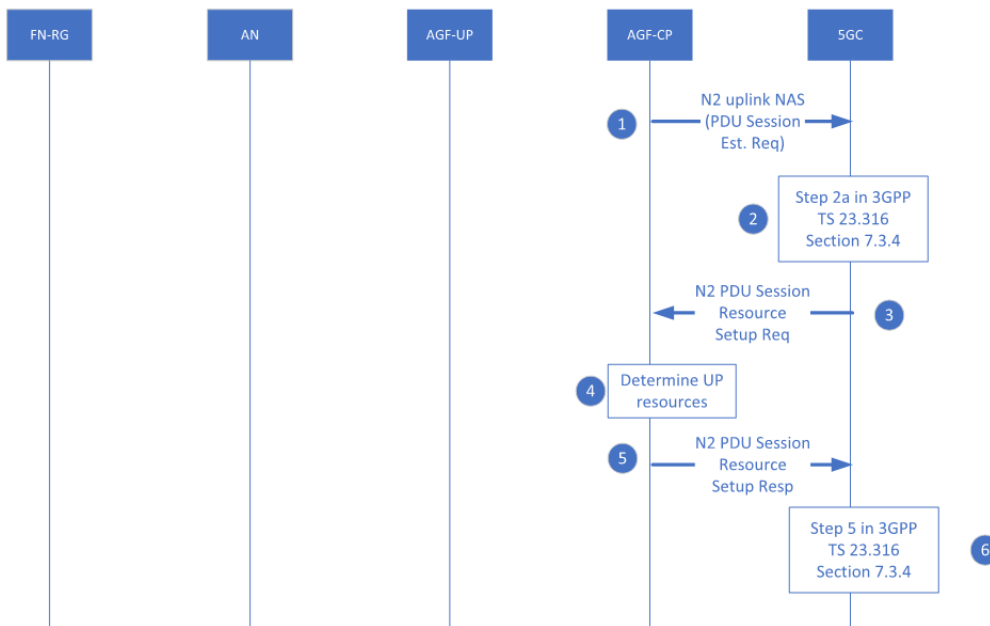 FN-RG
AN
AGF-UP
AGF-CP
5GC
N2 uplink NAS
(PDU Session
Est. Req)
1
Step 2a in 3GPP
TS 23.316
Section 7.3.4
2
N2 PDU Session
Resource
Setup Req
3
Determine UP
resources
4
N2 PDU Session
Resource
Setup Resp
5
Step 5 in 3GPP
TS 23.316
Section 7.3.4
6